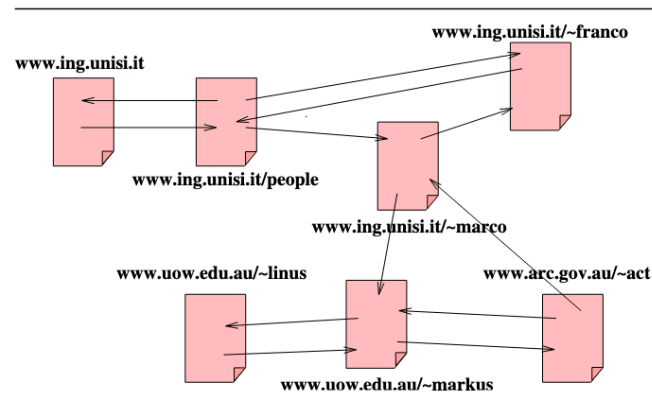 www.ing.unisi.it/~franco
www.ing.unisi.it
www.ing.unisi.it/people
www.ing.unisi.it/~marco
www.uow.edu.au/~linus
www.arc.gov.au/~act
www.uow.edu.au/~markus